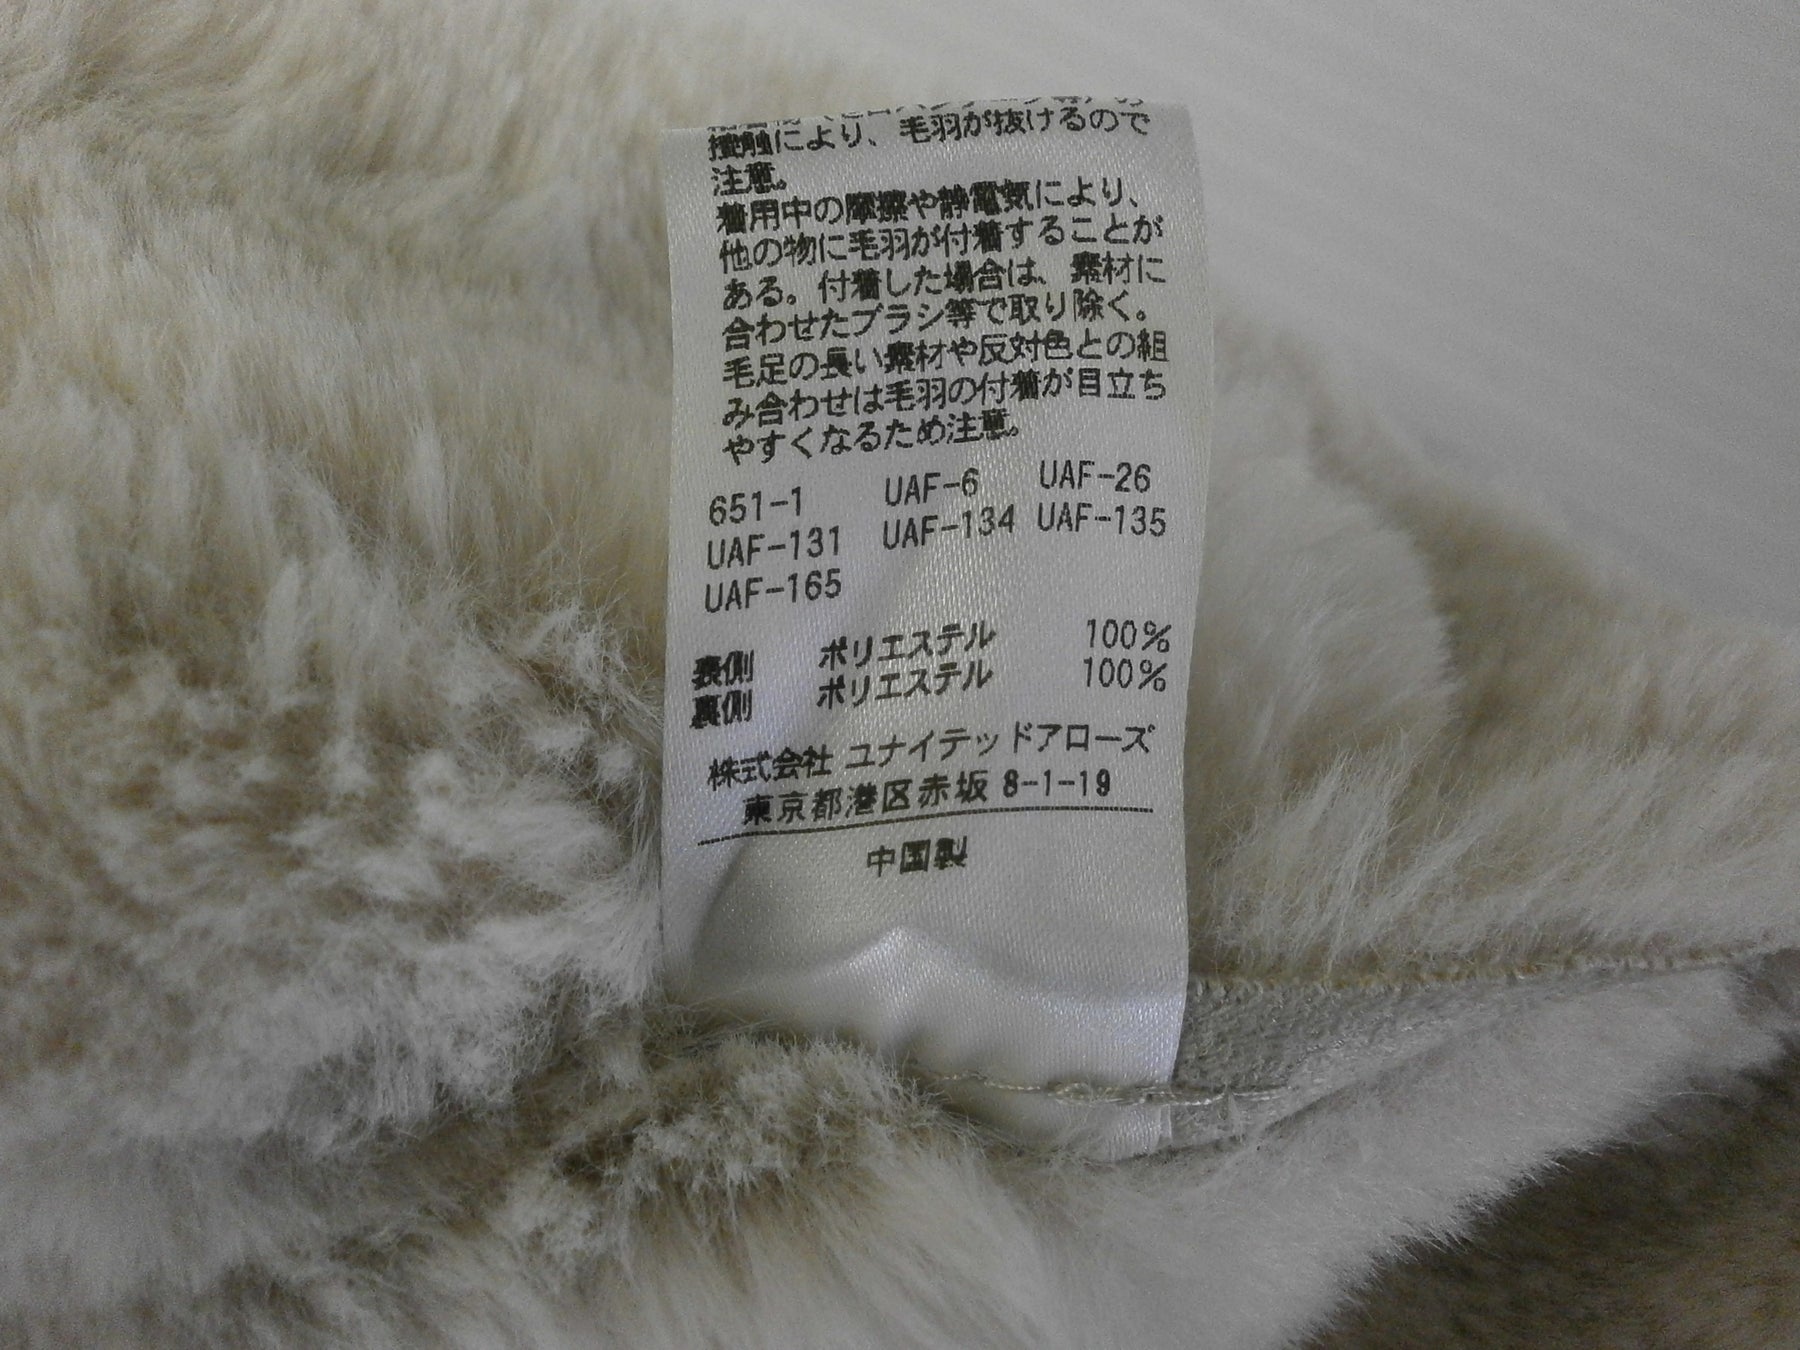 接触により、毛羽が抜けるので
注意。
着用中の摩擦や静電気により、
他の物に毛羽が付着することが
ある。付着した場合は、素材に
合わせたブラシ等で取り除く。
毛足の長い素材や反対色との組
み合わせは毛羽の付着が目立ち
やすくなるため注意。
651-1 UAF-6 UAF-26
UAF-131 UAF-134 UAF-135
UAF-165
表側 ポリエステル 100%
裏側 ポリエステル 100%
株式会社 ユナイテッドアローズ
東京都港区赤坂 8-1-19
中国製